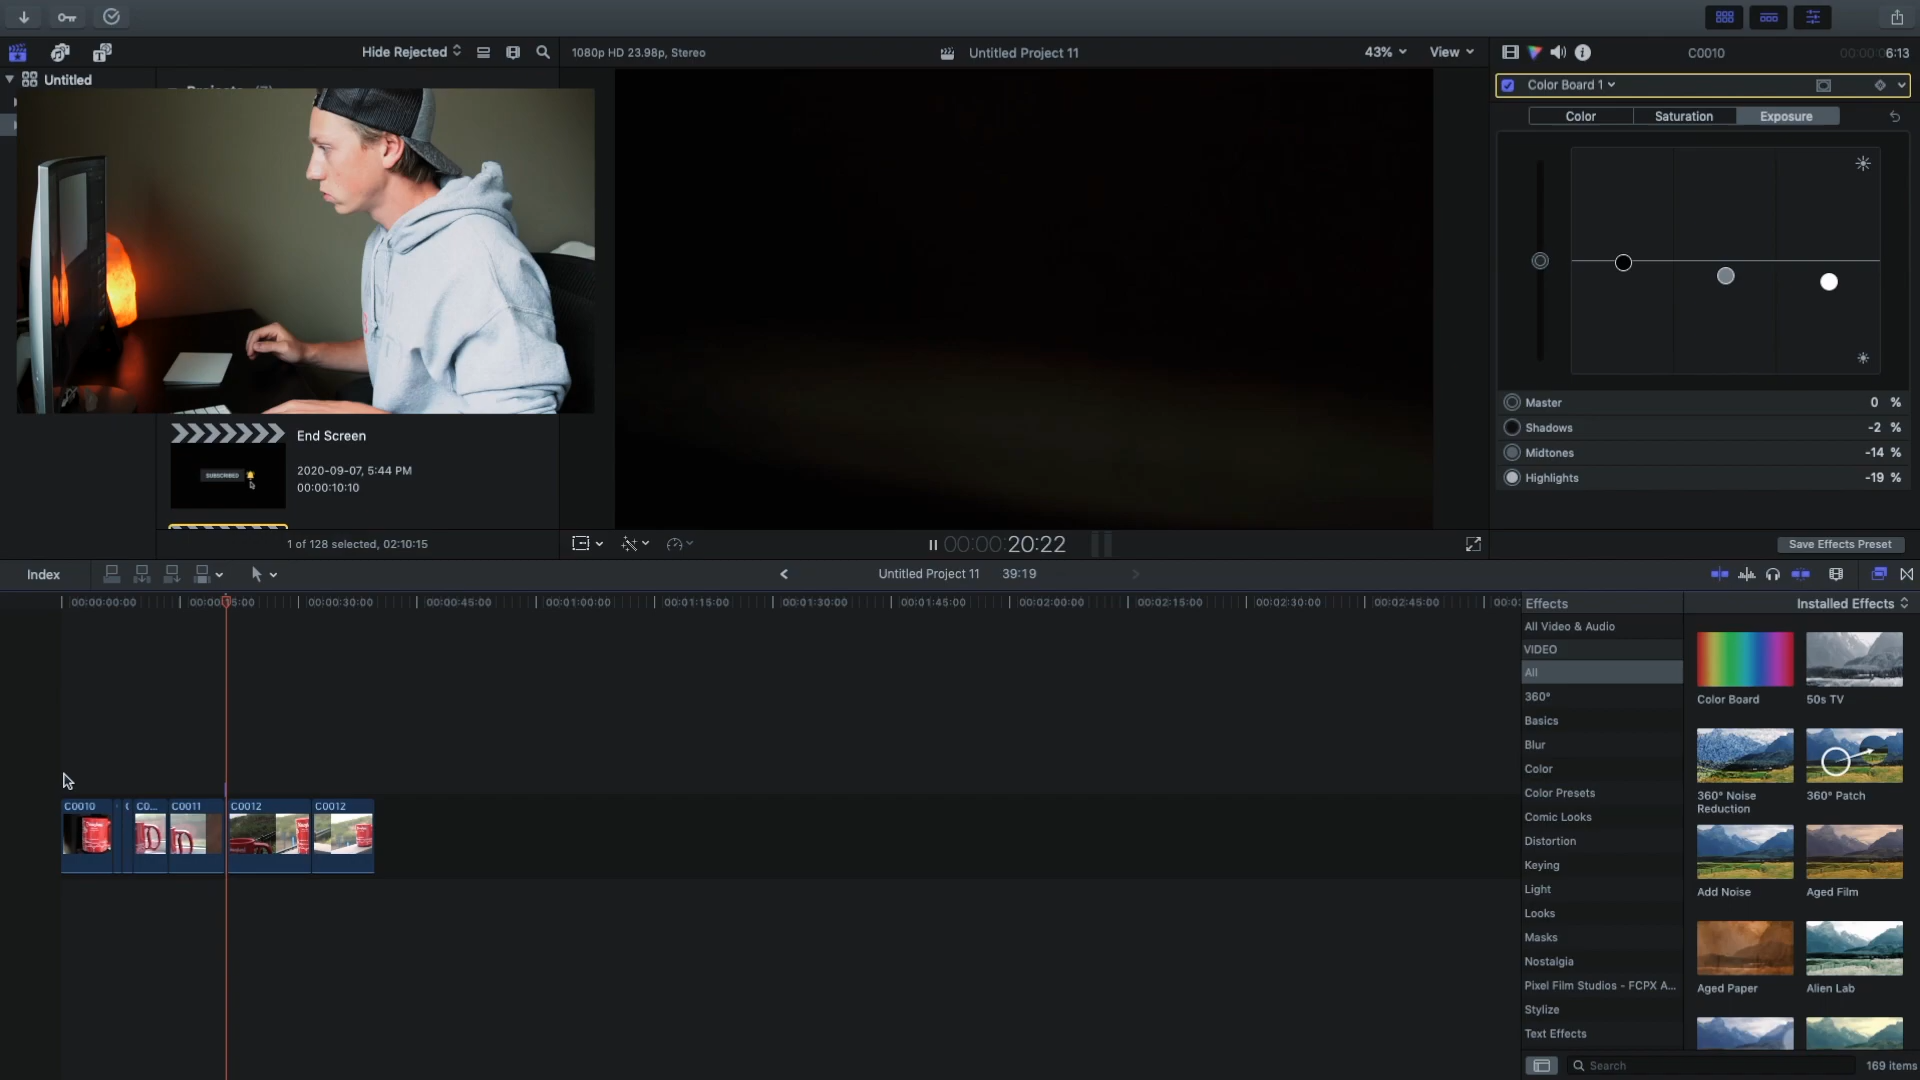 Hide Rejected
1080p HD 23.98p, Stereo
Untitled Project 11
43%
View
C0010
6:13
Untitled
Color Board 1
Color
Saturation
Exposure
Master
0 %
Shadows
-2 %
Midtones
-14 %
Highlights
-19 %
End Screen
2020-09-07, 5:44 PM
00:00:10:10
SUBSCRIBED
1 of 128 selected, 02:10:15
00:00:20:22
Save Effects Preset
Index
Untitled Project 11
39:19
00:00:00:00
00:00:15:00
00:00:30:00
00:00:45:00
00:01:00:00
00:01:15:00
00:01:30:00
00:01:45:00
00:02:00:00
00:02:15:00
00:02:30:00
00:02:45:00
C0010
C0...
C0011
C0012
C0012
Effects
Installed Effects
All Video & Audio
VIDEO
All
360°
Basics
Blur
Color
Color Presets
Comic Looks
Distortion
Keying
Light
Looks
Masks
Nostalgia
Pixel Film Studios - FCPX A...
Stylize
Text Effects
Color Board
50s TV
360° Noise
Reduction
360° Patch
Add Noise
Aged Film
Aged Paper
Alien Lab
Search
169 items